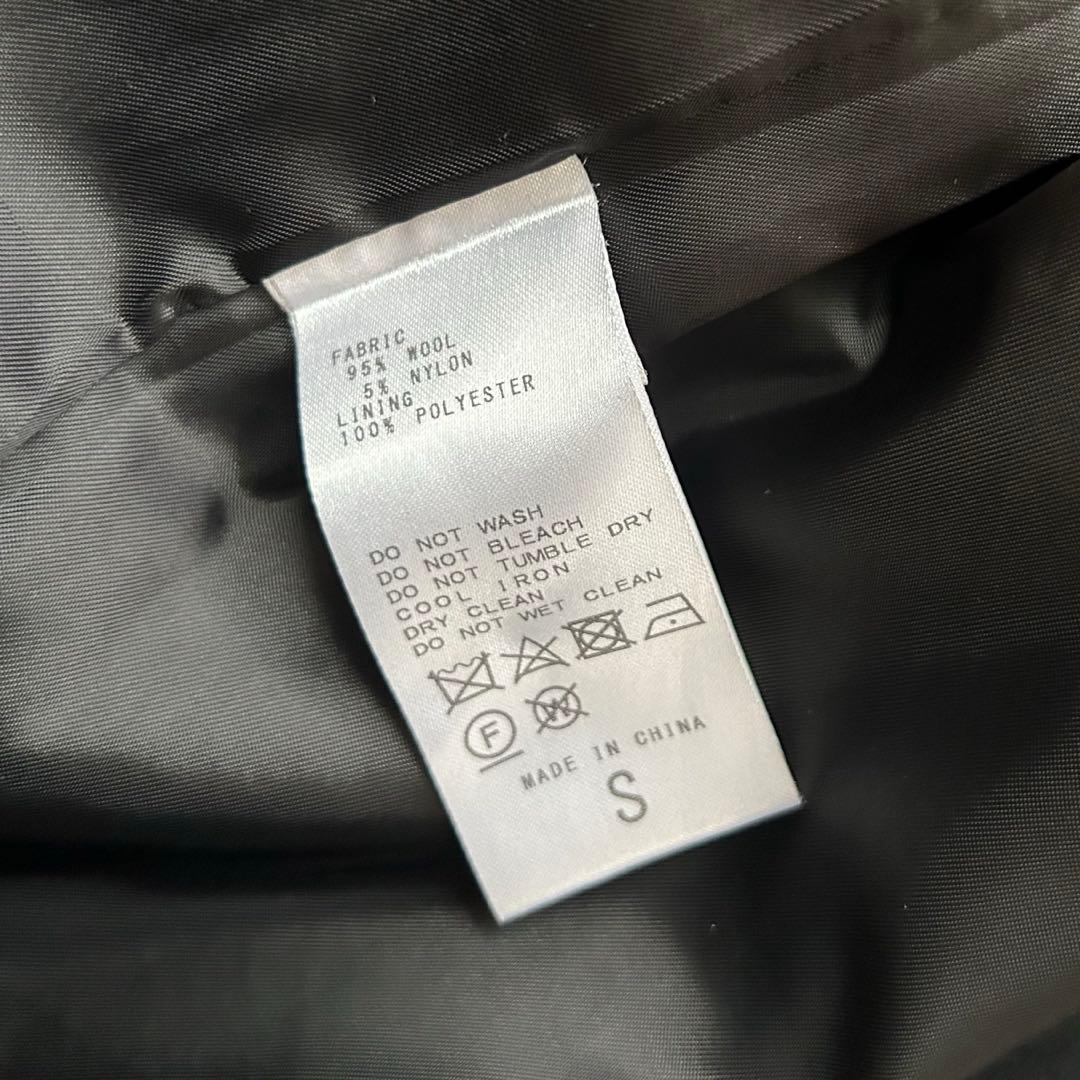 FABRIC
95% WOOL
5% NYLON
LINING
100% POLYESTER
DO NOT WASH
DO NOT BLEACH
DO NOT TUMBLE DRY
COOL IRON
DRY CLEAN
DO NOT WET CLEAN
F W
MADE IN CHINA
S